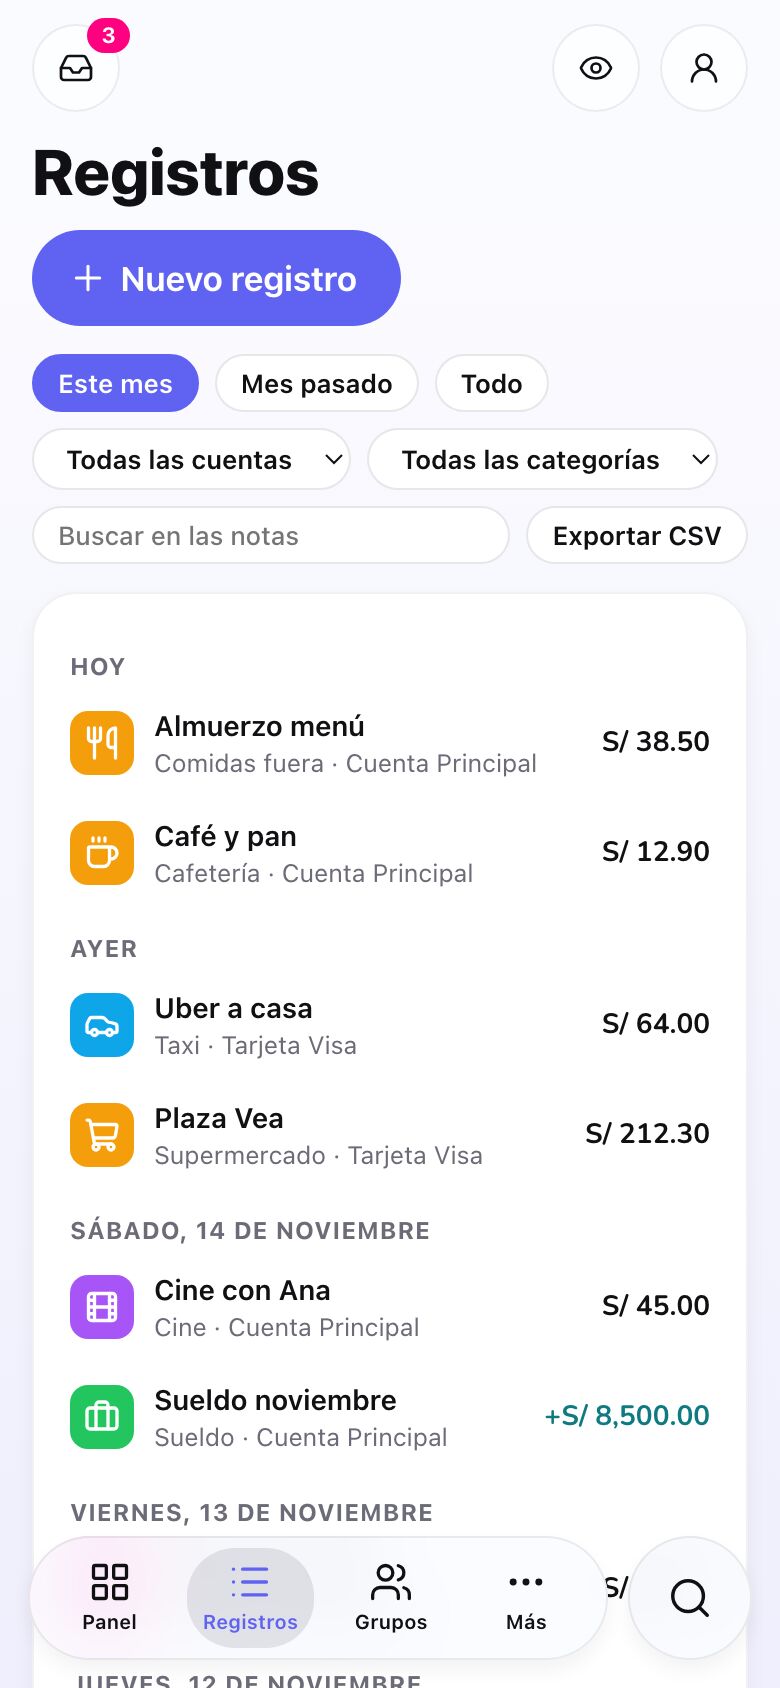 3
Registros
Nuevo registro
Este mes
Mes pasado
Todo
Todas las cuentas
Todas las categorías
Buscar en las notas
Exportar CSV
HOY
Almuerzo menú
S/ 38.50
Comidas fuera · Cuenta Principal
Café y pan
S/ 12.90
Cafetería · Cuenta Principal
AYER
Uber a casa
S/ 64.00
Taxi · Tarjeta Visa
Plaza Vea
S/ 212.30
Supermercado · Tarjeta Visa
SÁBADO, 14 DE NOVIEMBRE
Cine con Ana
S/ 45.00
Cine · Cuenta Principal
Sueldo noviembre
+S/ 8,500.00
Sueldo · Cuenta Principal
VIERNES, 13 DE NOVIEMBRE
S/
Panel
Registros
Grupos
Más
JUEVES, 12 DE NOVIEMBRE